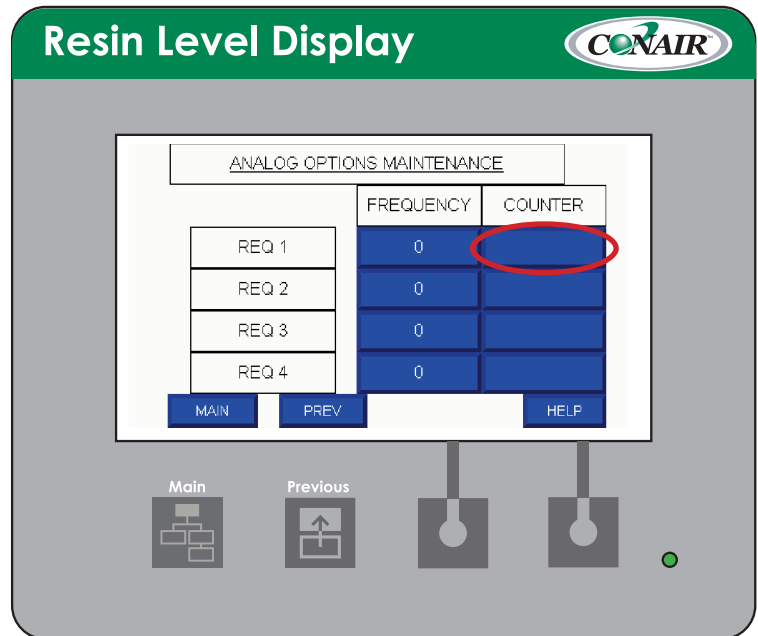 Resin Level Display
CONAIR
ANALOG OPTIONS MAINTENANCE
FREQUENCY COUNTER
REQ 1 0
REQ 2 0
REQ 3 0
REQ 4 0
MAIN PREV HELP
Main Previous